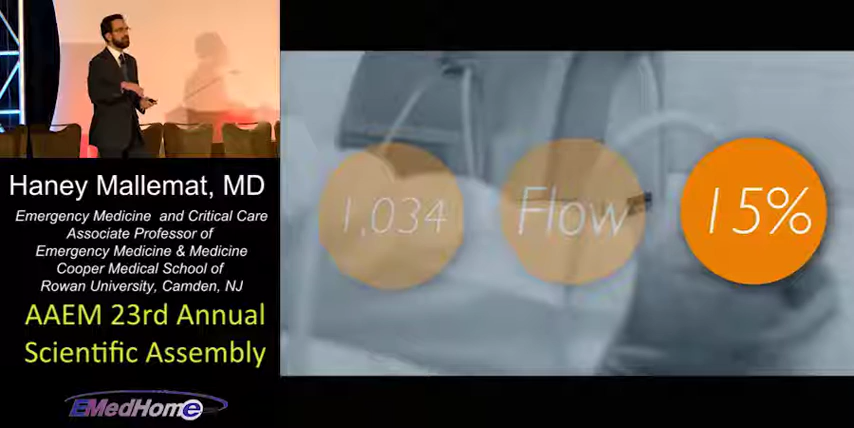 Haney Mallemat, MD
Emergency Medicine and Critical Care
Associate Professor of
Emergency Medicine & Medicine
Cooper Medical School of
Rowan University, Camden, NJ
AAEM 23rd Annual
Scientific Assembly
EMedHome
1,034
Flow
15%